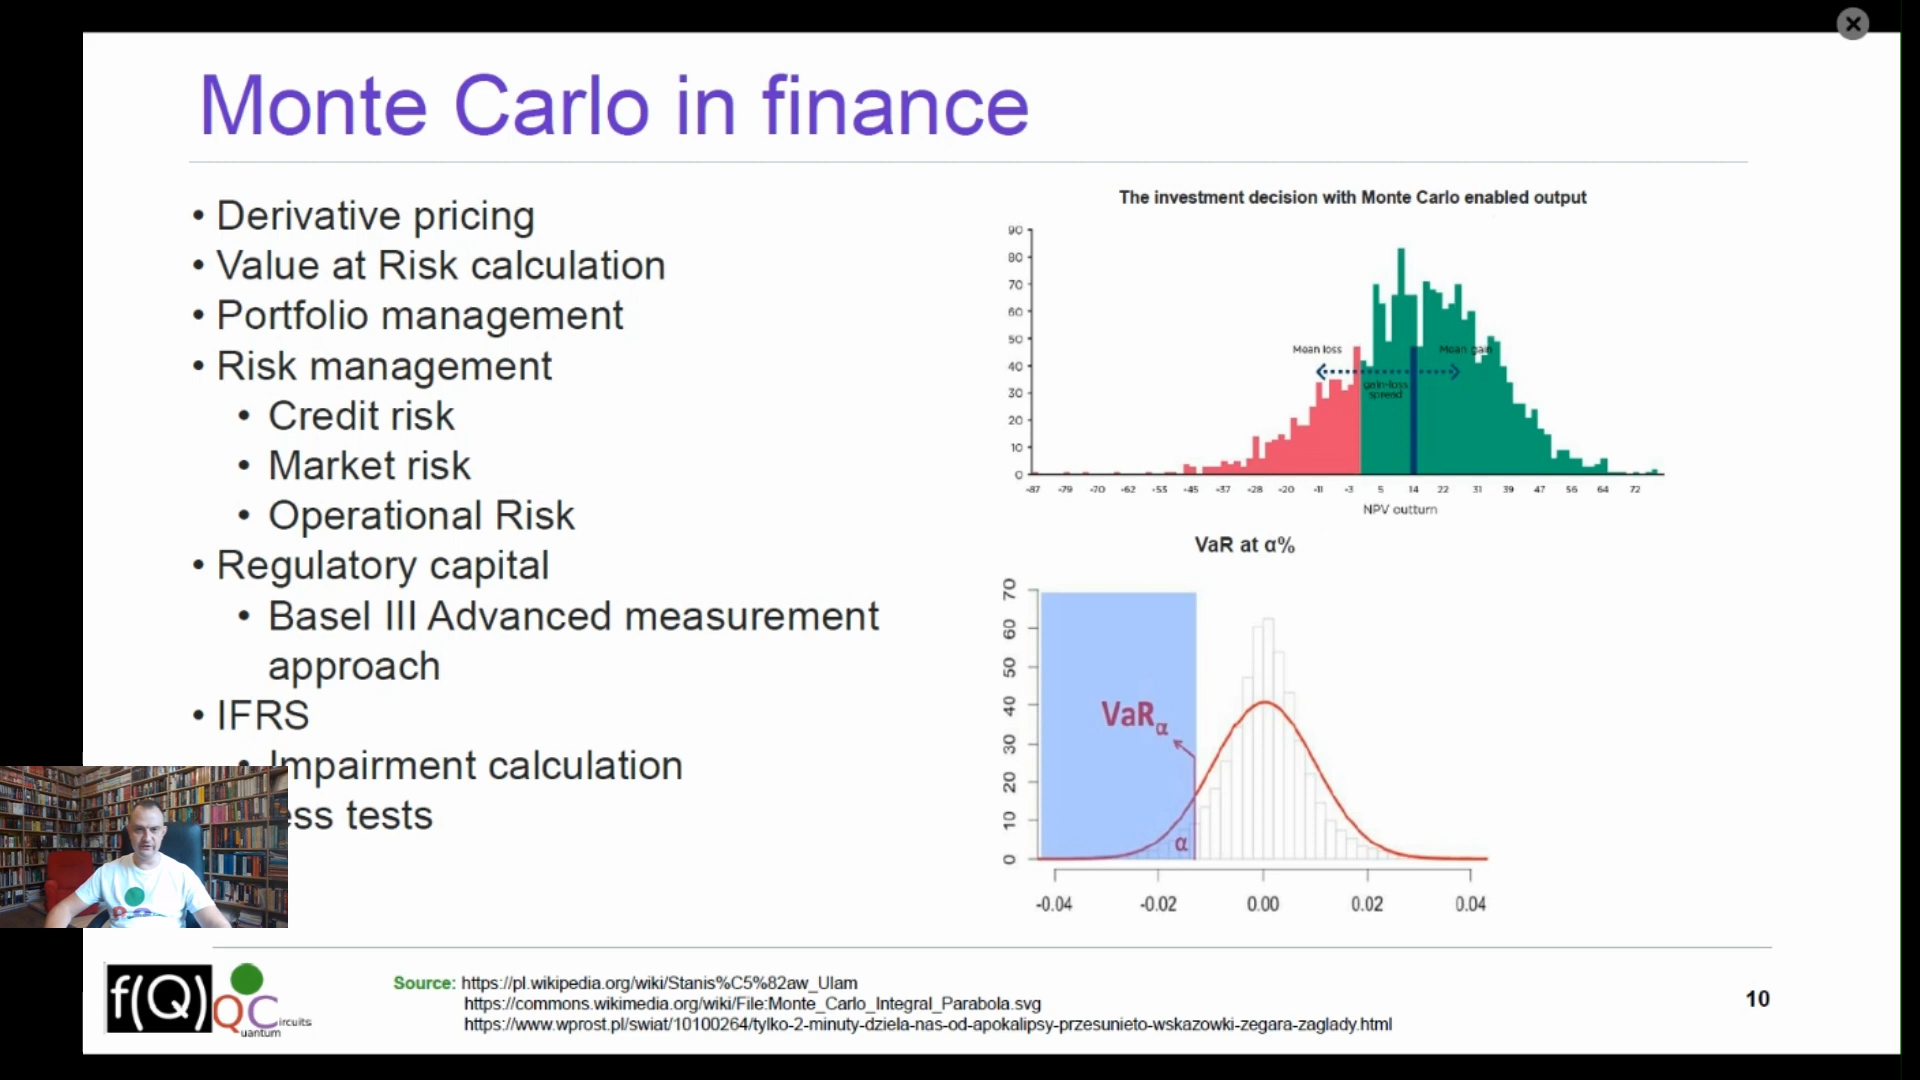 Monte Carlo in finance
• Derivative pricing
• Value at Risk calculation
• Portfolio management
• Risk management
• Credit risk
• Market risk
• Operational Risk
• Regulatory capital
• Basel III Advanced measurement
approach
• IFRS
• Impairment calculation
ess tests
The investment decision with Monte Carlo enabled output
90
80
70
60
50
40
30
20
10
0
Mean loss
Mean gain
gain-loss
spread
-87 -79 -70 -62 -53 -45 -37 -28 -20 -11 -3 5 14 22 31 39 47 56 64 72
NPV outturn
VaR at α%
70
60
50
40
30
20
10
0
VaRα
α
-0.04 -0.02 0.00 0.02 0.04
f(Q)
QC
uantum
ircuits
Source: https://pl.wikipedia.org/wiki/Stanis%C5%82aw_Ulam
https://commons.wikimedia.org/wiki/File:Monte_Carlo_Integral_Parabola.svg
https://www.wprost.pl/swiat/10100264/tylko-2-minuty-dziela-nas-od-apokalipsy-przesunieto-wskazowki-zegara-zaglady.html
10